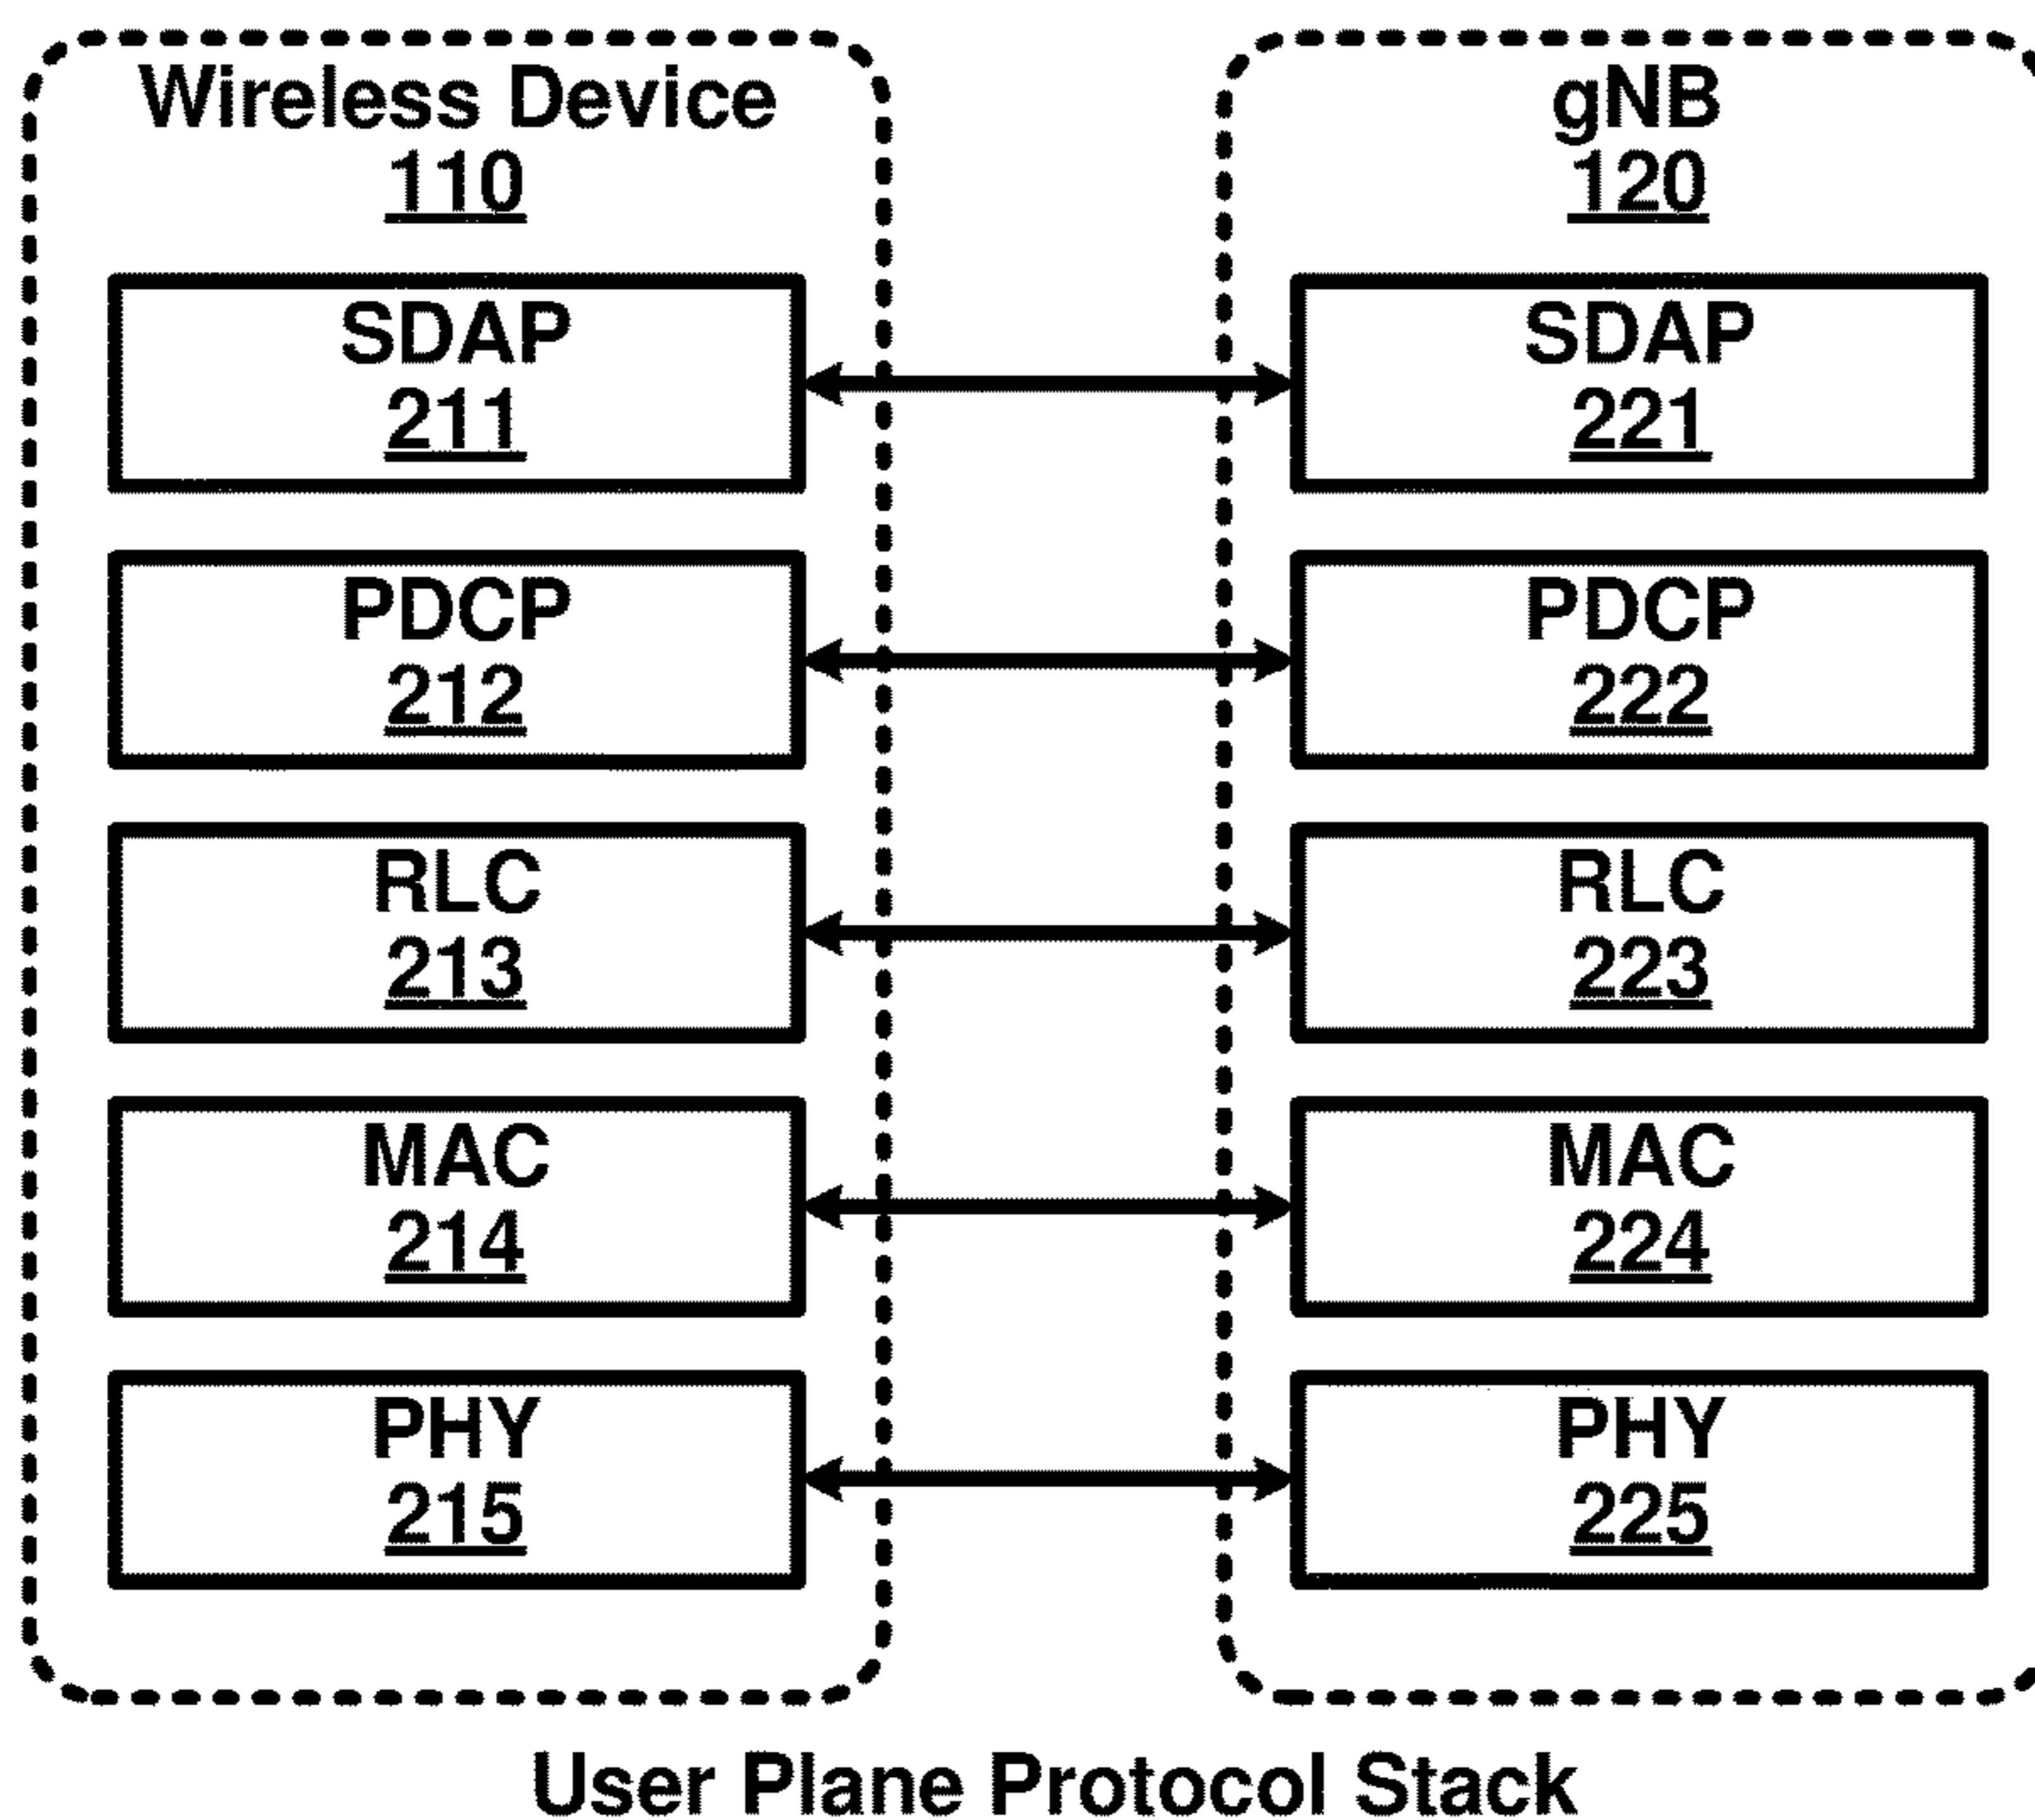 Wireless Device
110
SDAP
211
PDCP
212
RLC
213
MAC
214
PHY
215
gNB
120
SDAP
221
PDCP
222
RLC
223
MAC
224
PHY
225
User Plane Protocol Stack